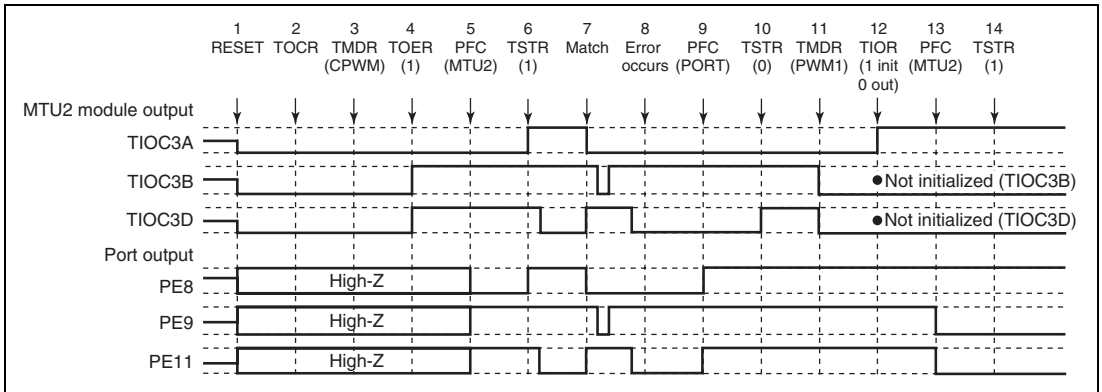 1 2 3 4 5 6 7 8 9 10 11 12 13 14
RESET TOCR TMDR TOER PFC TSTR Match Error PFC TSTR TMDR TIOR PFC TSTR
(CPWM) (1) (MTU2) (1) occurs (PORT) (0) (PWM1) (1 init (MTU2) (1)
0 out)
MTU2 module output
TIOC3A
TIOC3B
●Not initialized (TIOC3B)
TIOC3D
●Not initialized (TIOC3D)
Port output
PE8
High-Z
PE9
High-Z
PE11
High-Z